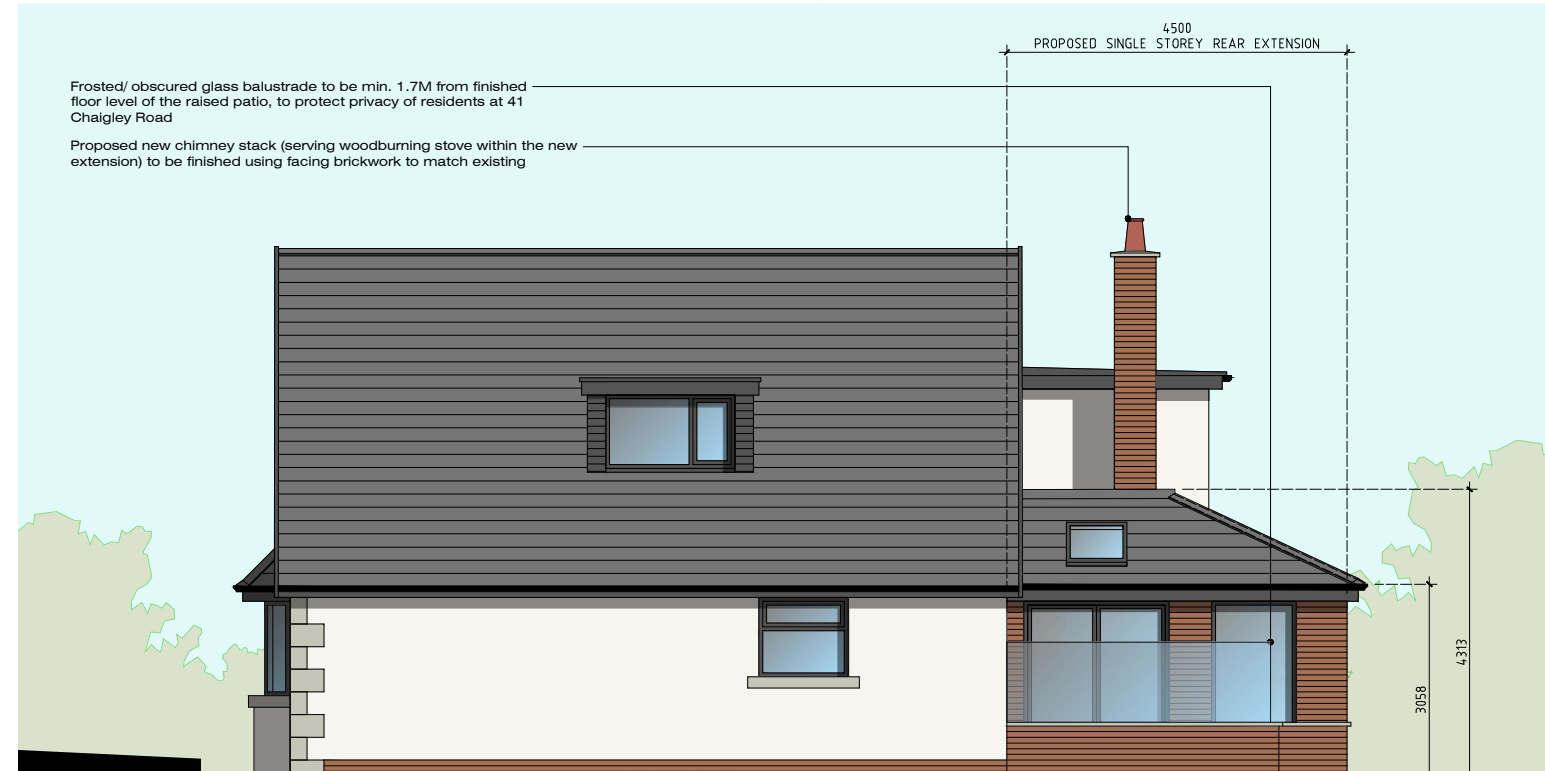 4500
PROPOSED SINGLE STOREY REAR EXTENSION
Frosted/ obscured glass balustrade to be min. 1.7M from finished
floor level of the raised patio, to protect privacy of residents at 41
Chaigley Road
Proposed new chimney stack (serving woodburning stove within the new
extension) to be finished using facing brickwork to match existing
4313
3058